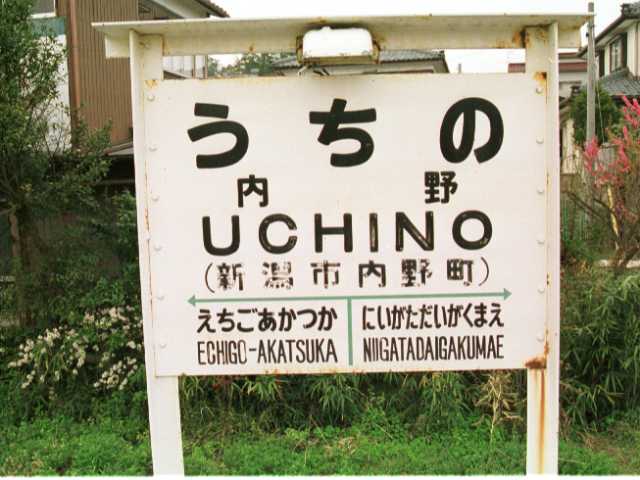 うちの
内野
UCHINO
(新潟市内野町)
えちごあかつか にいがただいがくまえ
ECHIGO-AKATSUKA NIIGATADAIGAKUMAE